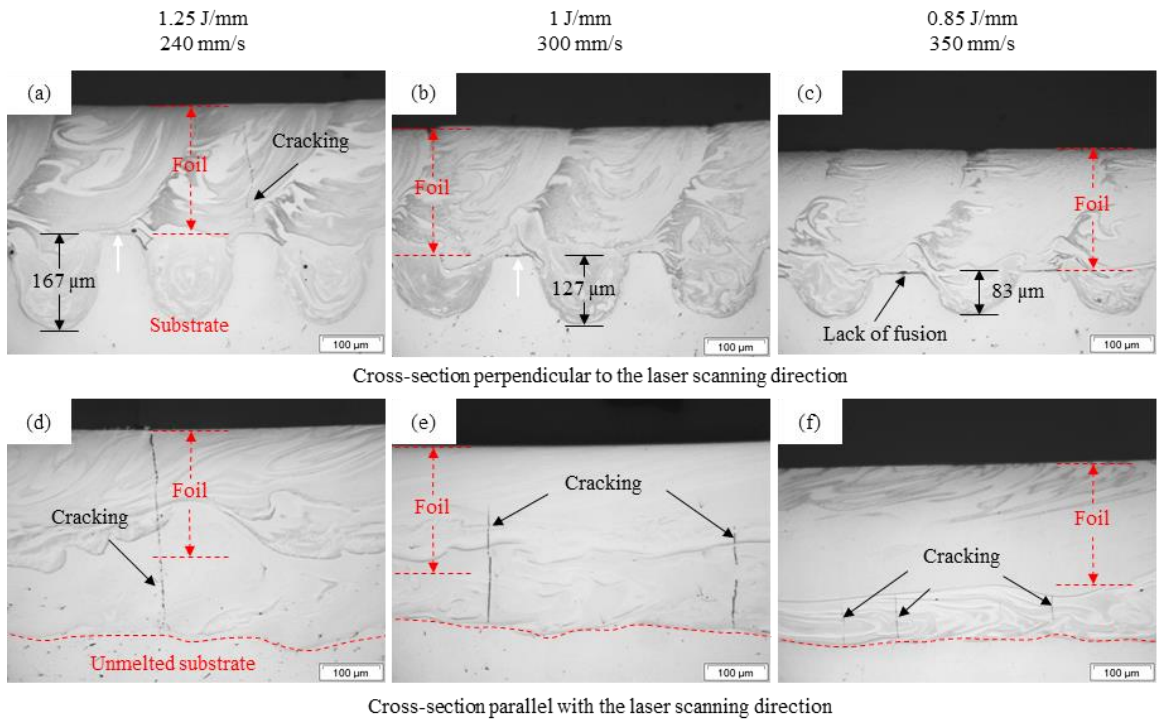 1.25 J/mm
240 mm/s
1 J/mm
300 mm/s
0.85 J/mm
350 mm/s
(a)
Cracking
Foil
167 μm
Substrate
100 μm
(b)
Foil
127 μm
100 μm
(c)
Foil
83 μm
Lack of fusion
100 μm
Cross-section perpendicular to the laser scanning direction
(d)
Foil
Cracking
Unmelted substrate
100 μm
(e)
Cracking
Foil
100 μm
(f)
Foil
Cracking
100 μm
Cross-section parallel with the laser scanning direction